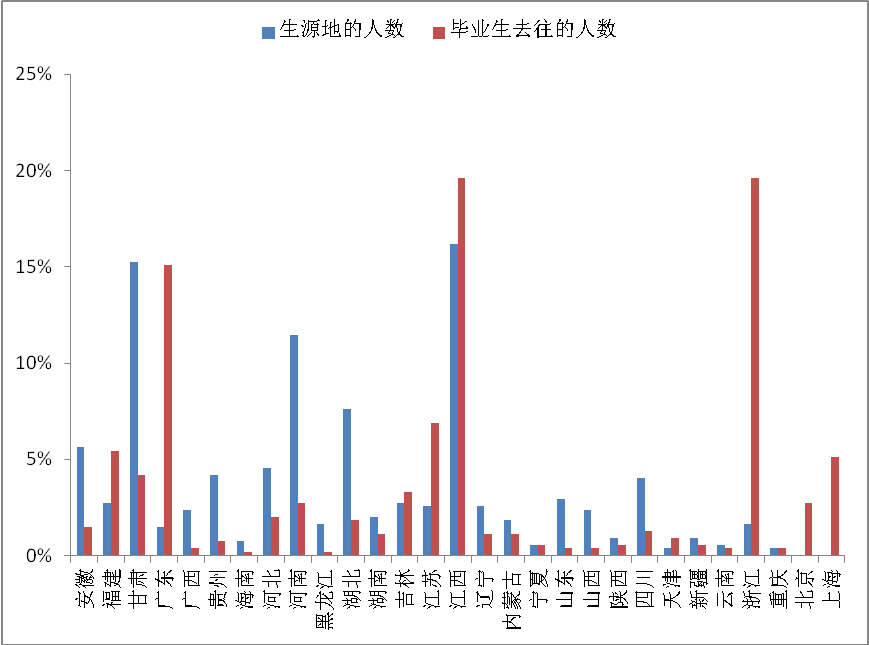 生源地的人数 毕业生去往的人数
25%
20%
15%
10%
5%
0%
安徽
福建
甘肃
广东
广西
贵州
海南
河北
河南
黑龙江
湖北
湖南
吉林
江苏
江西
辽宁
内蒙古
宁夏
山东
山西
陕西
四川
天津
新疆
云南
浙江
重庆
北京
上海